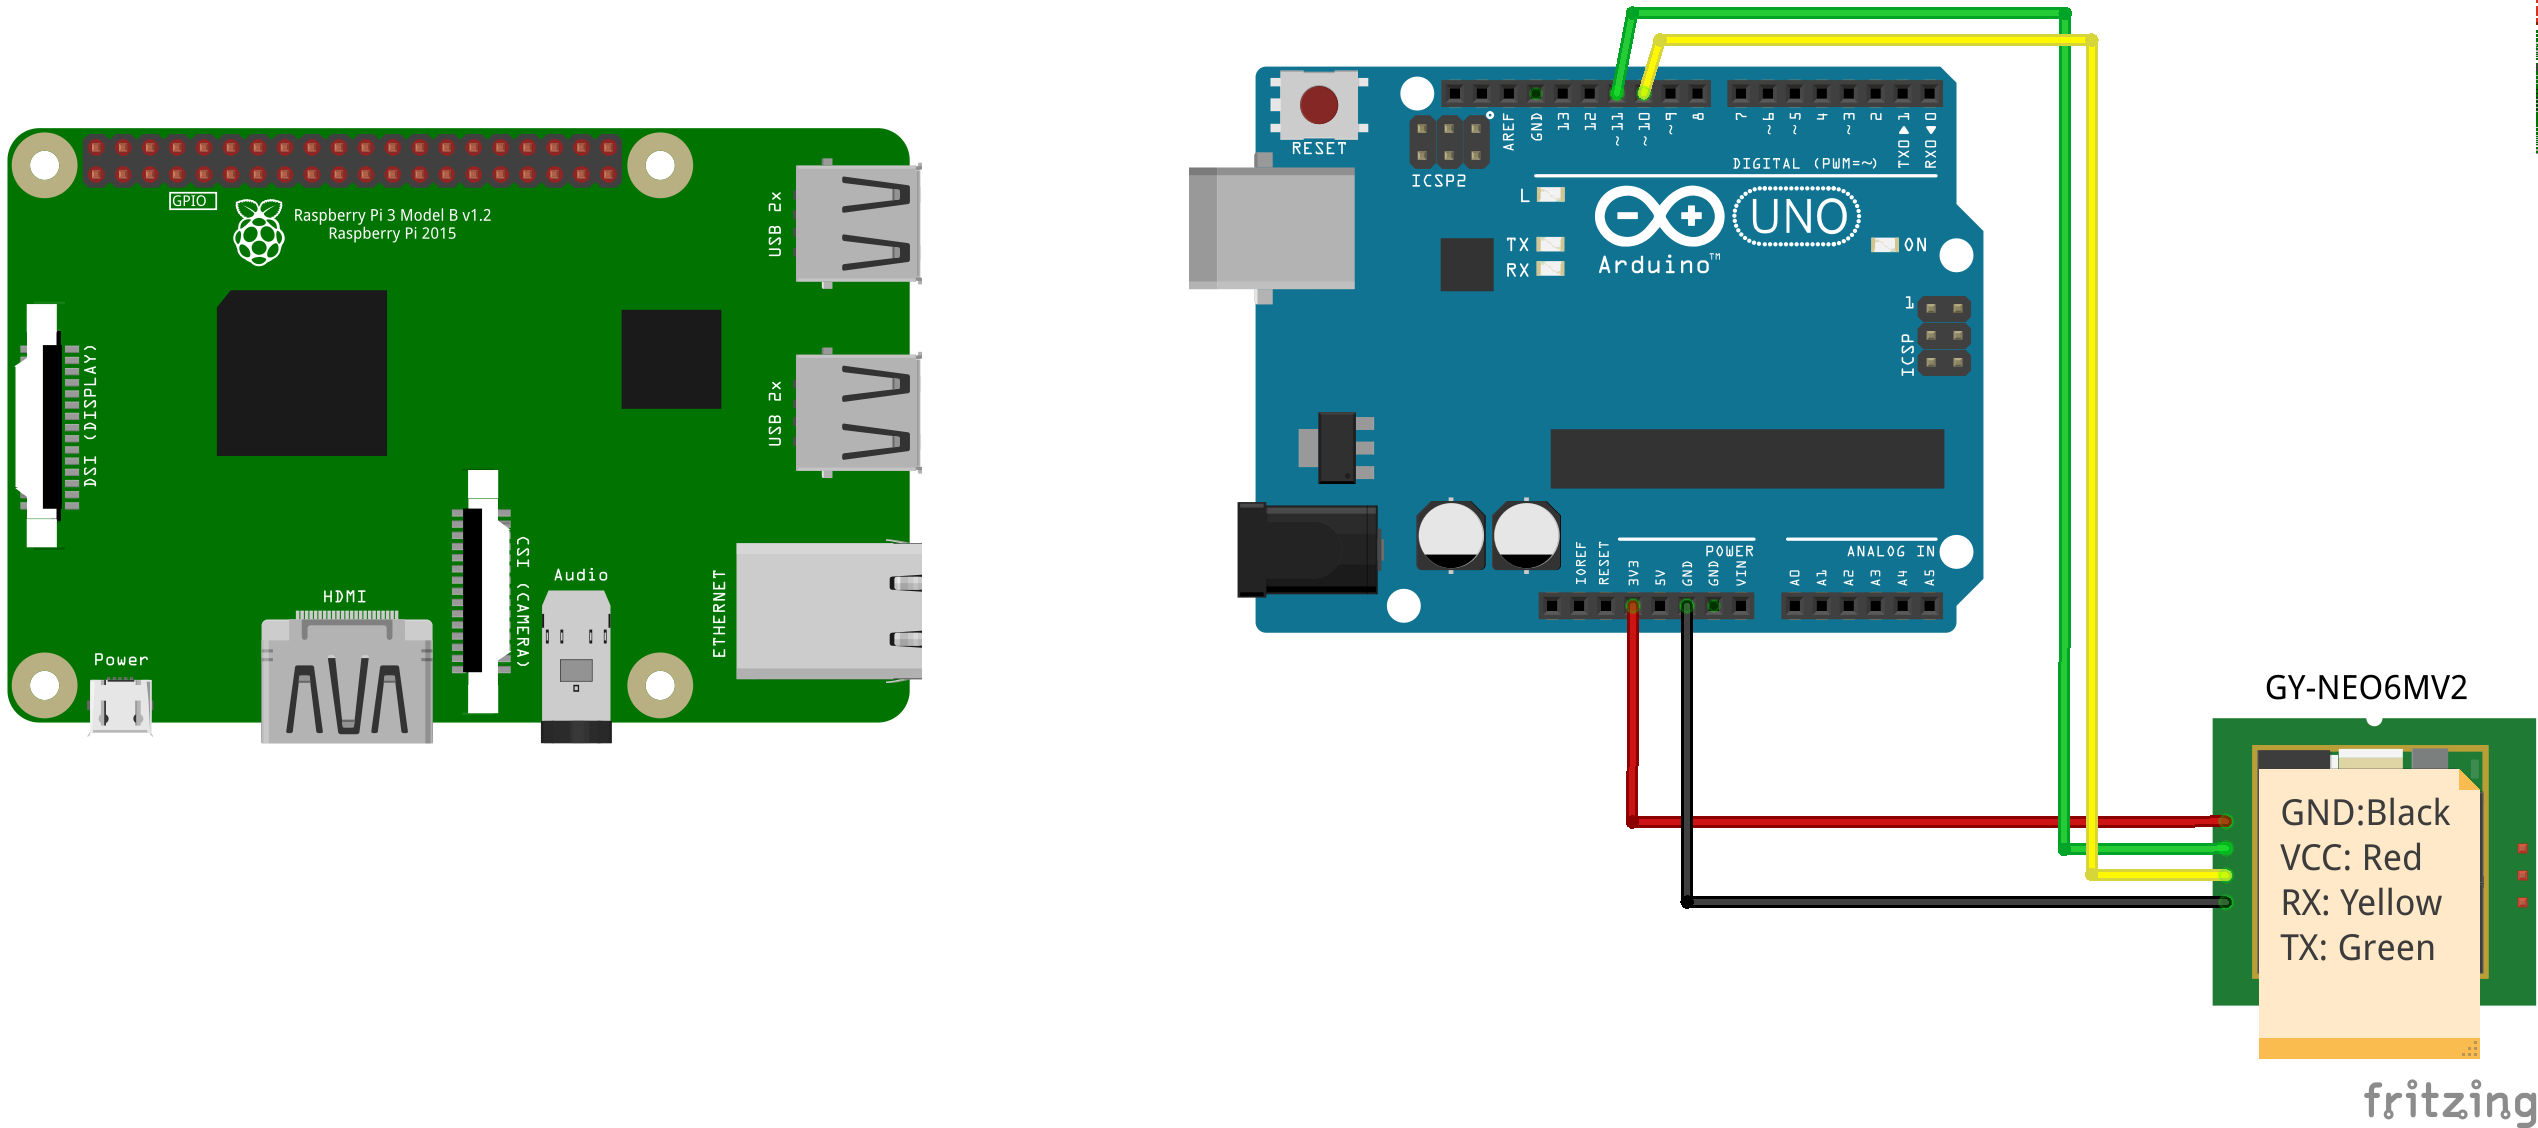 GPIO
Raspberry Pi 3 Model B v1.2
Raspberry Pi 2015
USB 2x
USB 2x
DSI (DISPLAY)
CSI (CAMERA)
Audio
ETHERNET
HDMI
Power
RESET
ICSP2
AREF
GND
13
12
~11
~10
~9
8
7
~6
~5
4
~3
2
TX0▶1
RX0◀0
DIGITAL (PWM=~)
L
TX
RX
UNO
ON
Arduino™
1
ICSP
IOREF
RESET
3V3
5V
GND
GND
VIN
POWER
ANALOG IN
A0
A1
A2
A3
A4
A5
GY-NEO6MV2
GND:Black
VCC: Red
RX: Yellow
TX: Green
fritzing